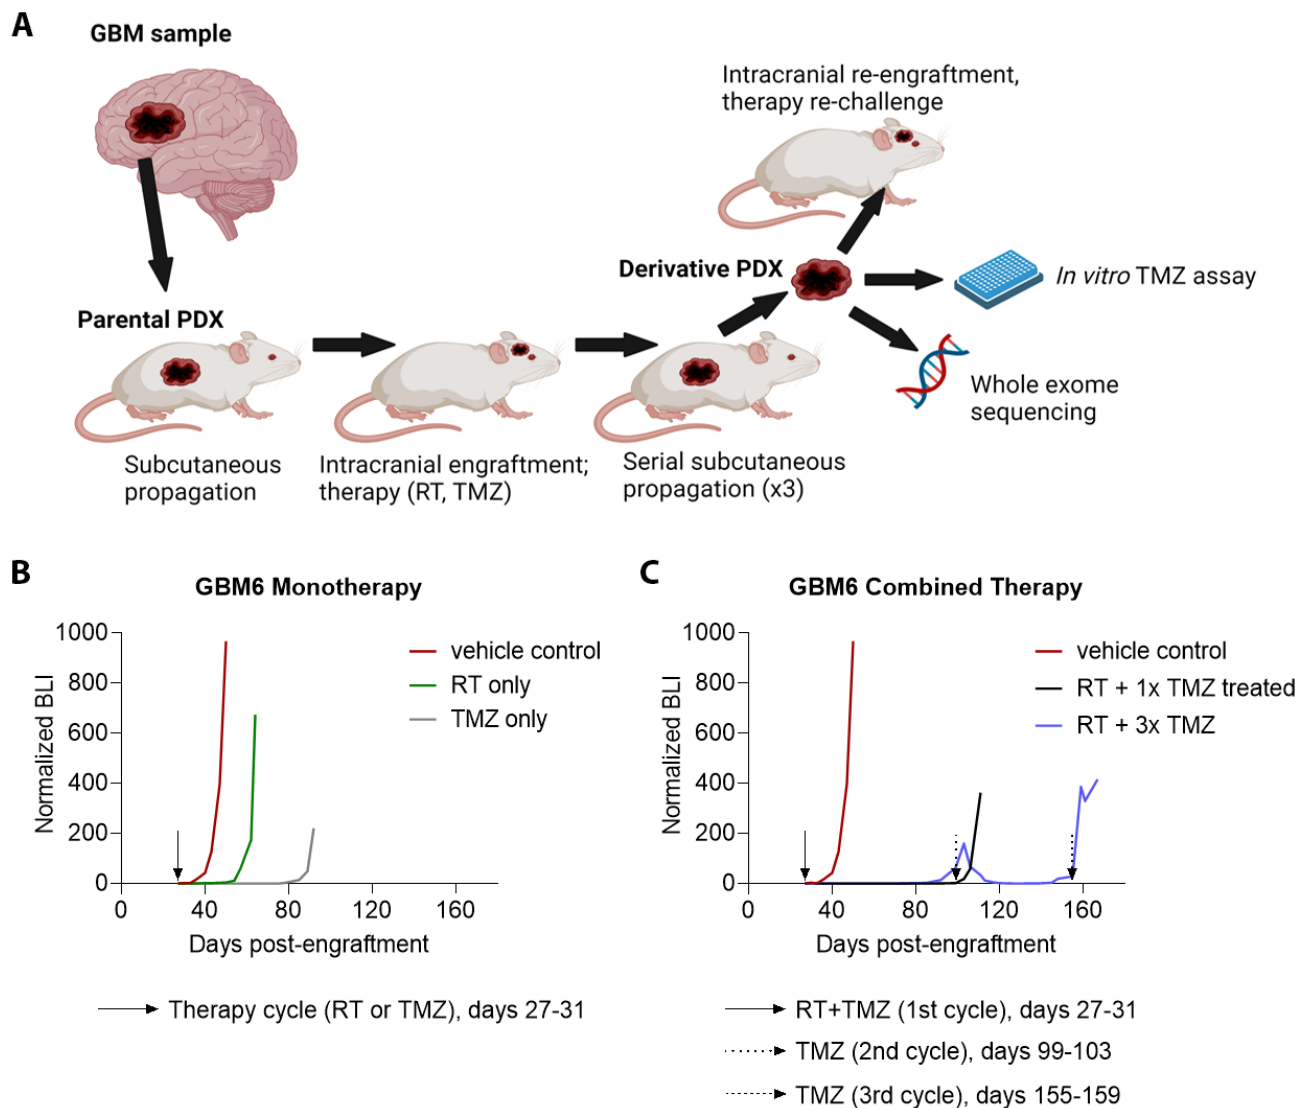 A
GBM sample
Intracranial re-engraftment,
therapy re-challenge
Derivative PDX
In vitro TMZ assay
Parental PDX
Whole exome
sequencing
Subcutaneous
propagation
Intracranial engraftment;
therapy (RT, TMZ)
Serial subcutaneous
propagation (x3)
B
GBM6 Monotherapy
Normalized BLI
1000
800
600
400
200
0
0 40 80 120 160
Days post-engraftment
vehicle control
RT only
TMZ only
Therapy cycle (RT or TMZ), days 27-31
C
GBM6 Combined Therapy
Normalized BLI
1000
800
600
400
200
0
0 40 80 120 160
Days post-engraftment
vehicle control
RT + 1x TMZ treated
RT + 3x TMZ
RT+TMZ (1st cycle), days 27-31
TMZ (2nd cycle), days 99-103
TMZ (3rd cycle), days 155-159